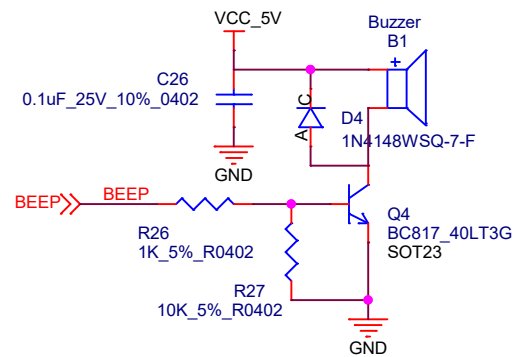 VCC_5V
Buzzer
B1
+
C26
0.1uF_25V_10%_0402
C
D4
A
1N4148WSQ-7-F
GND
BEEP
BEEP
Q4
R26
BC817_40LT3G
1K_5%_R0402
SOT23
R27
10K_5%_R0402
GND